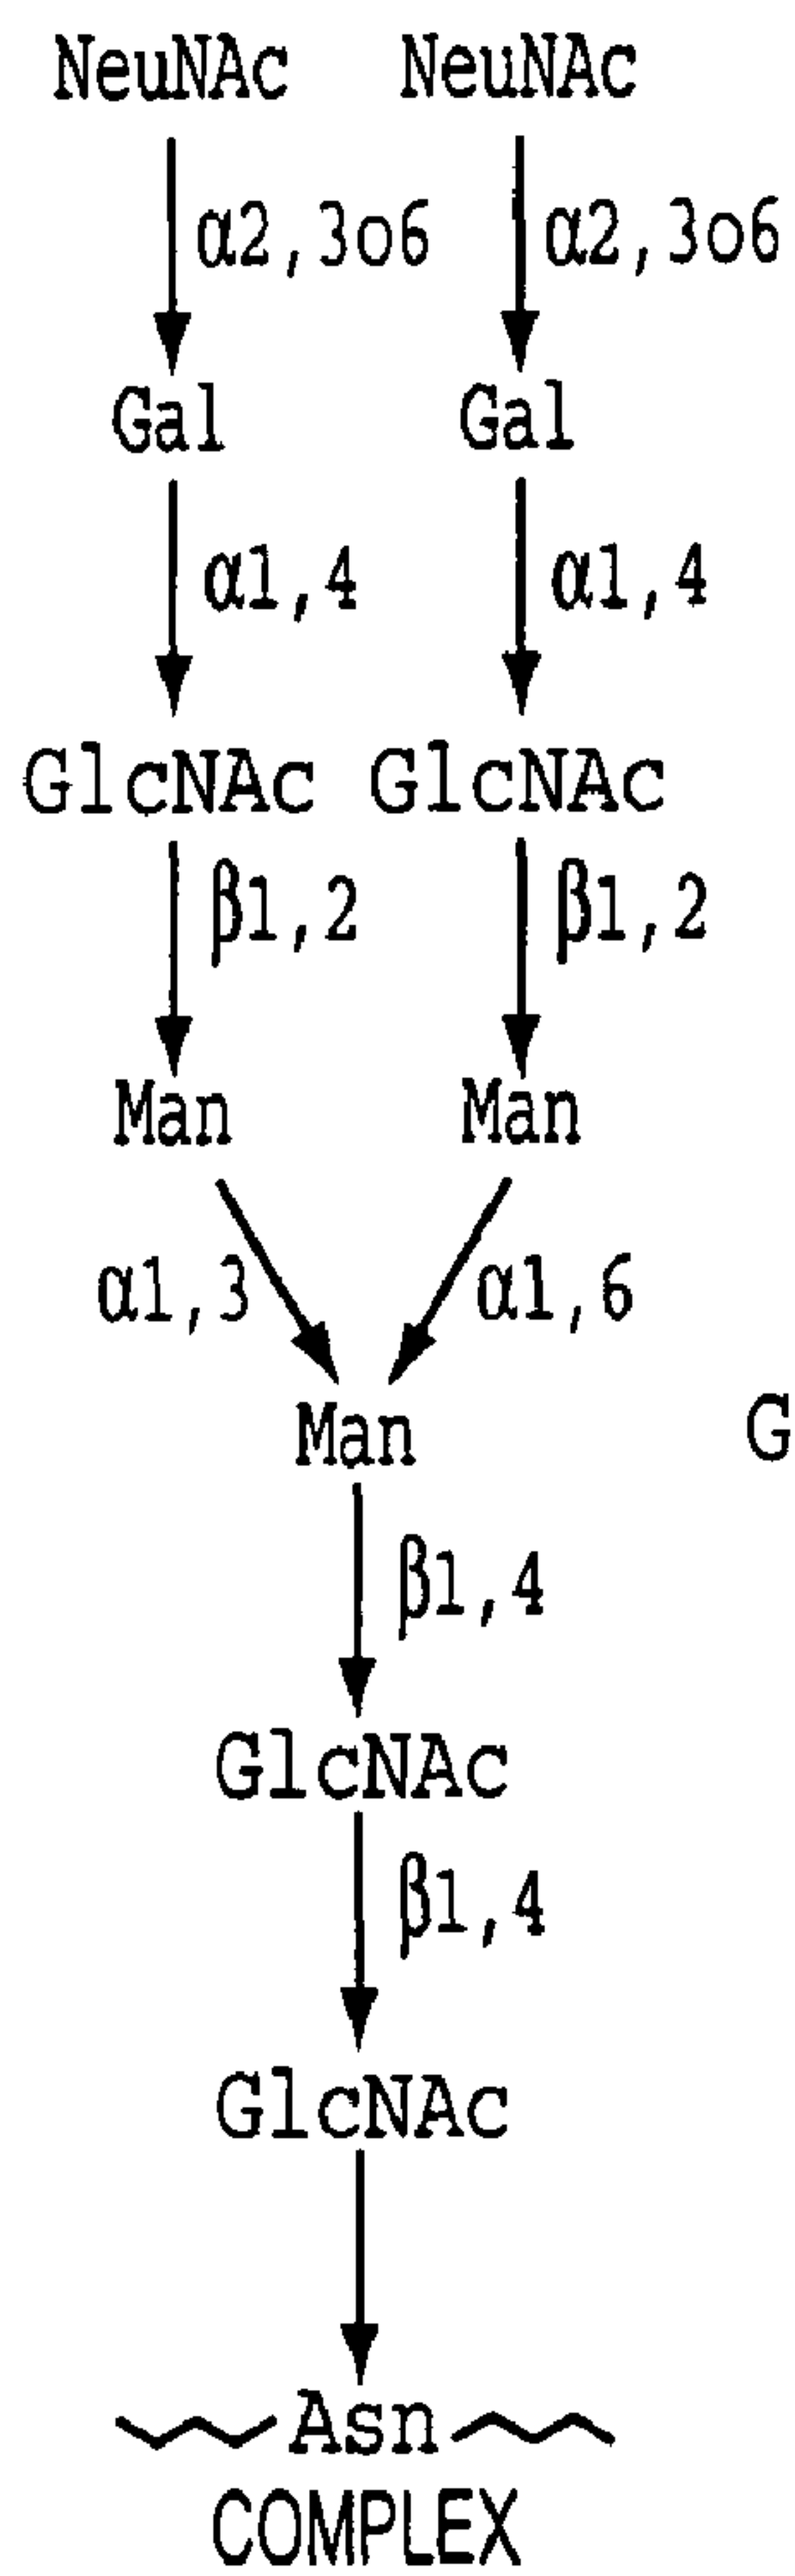 NeuNAc NeuNAc
α2,3o6 α2,3o6
Gal Gal
α1,4 α1,4
GlcNAc GlcNAc
β1,2 β1,2
Man Man
α1,3 α1,6
Man G
β1,4
GlcNAc
β1,4
GlcNAc
Asn
COMPLEX